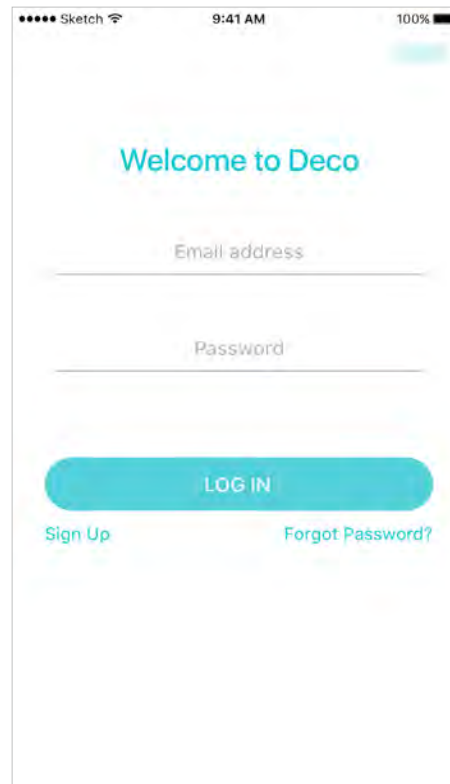 ●●●●● Sketch 9:41 AM 100%
Welcome to Deco
Email address
Password
LOG IN
Sign Up Forgot Password?